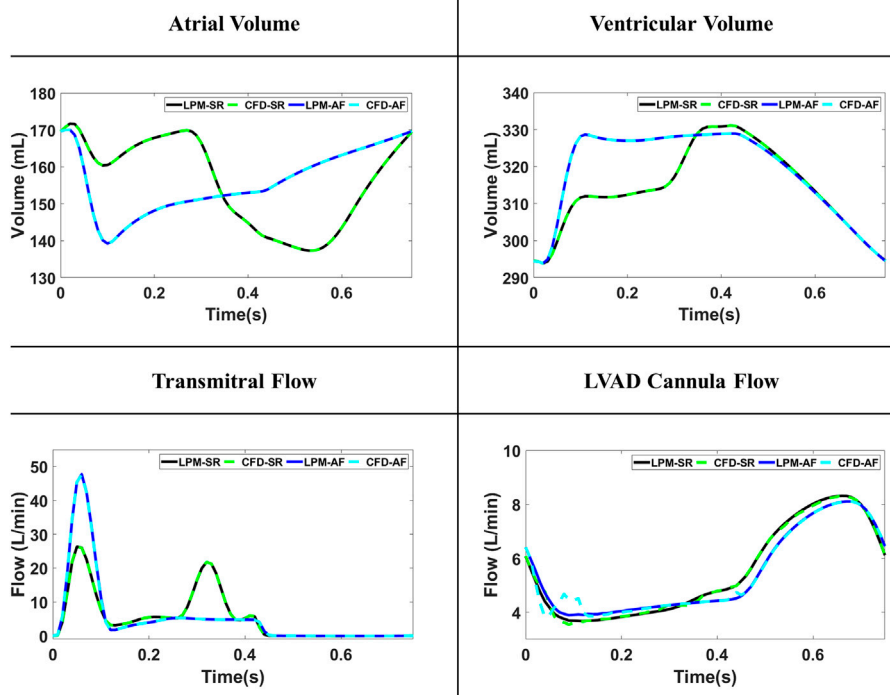 Atrial Volume
Ventricular Volume
LPM-SR CFD-SR LPM-AF CFD-AF
Volume (mL)
180
170
160
150
140
130
0 0.2 0.4 0.6
Time(s)
LPM-SR CFD-SR LPM-AF CFD-AF
Volume (mL)
340
330
320
310
300
290
0 0.2 0.4 0.6
Time(s)
Transmitral Flow
LVAD Cannula Flow
LPM-SR CFD-SR LPM-AF CFD-AF
Flow (L/min)
50
40
30
20
10
0
0 0.2 0.4 0.6
Time(s)
LPM-SR CFD-SR LPM-AF CFD-AF
Flow (L/min)
10
8
6
4
0 0.2 0.4 0.6
Time(s)